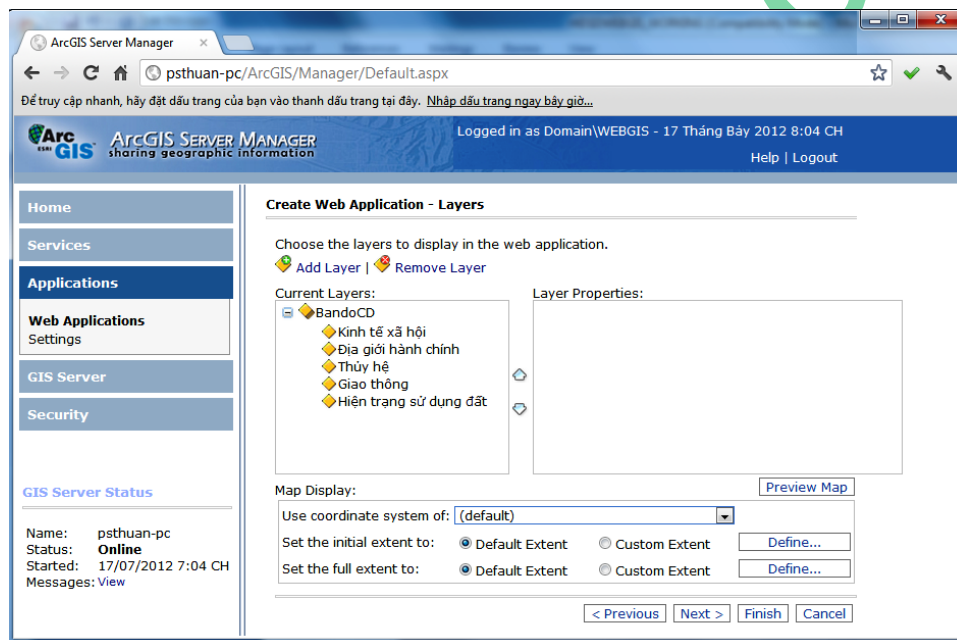 ArcGIS Server Manager ×
psthuan-pc/ArcGIS/Manager/Default.aspx
Để truy cập nhanh, hãy đặt dấu trang của bạn vào thanh dấu trang tại đây. Nhập dấu trang ngay bây giờ...
Arc GIS ESRI
ARCGIS SERVER MANAGER
sharing geographic information
Logged in as Domain\WEBGIS - 17 Tháng Bảy 2012 8:04 CH
Help | Logout
Home
Services
Applications
Web Applications
Settings
GIS Server
Security
GIS Server Status
Name: psthuan-pc
Status: Online
Started: 17/07/2012 7:04 CH
Messages: View
Create Web Application - Layers
Choose the layers to display in the web application.
Add Layer | Remove Layer
Current Layers: Layer Properties:
BandoCD
Kinh tế xã hội
Địa giới hành chính
Thủy hệ
Giao thông
Hiện trạng sử dụng đất
Map Display: Preview Map
Use coordinate system of: (default)
Set the initial extent to: Default Extent Custom Extent Define...
Set the full extent to: Default Extent Custom Extent Define...
< Previous Next > Finish Cancel